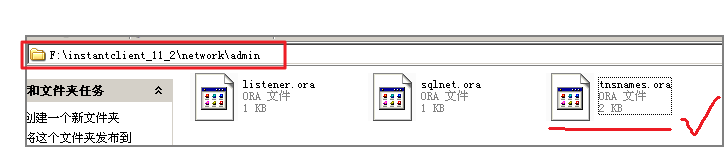 F:\instantclient_11_2\network\admin
和文件夹任务
创建一个新文件夹
将这个文件夹发布到
listener.ora
ORA 文件
1 KB
sqlnet.ora
ORA 文件
1 KB
tnsnames.ora
ORA 文件
2 KB